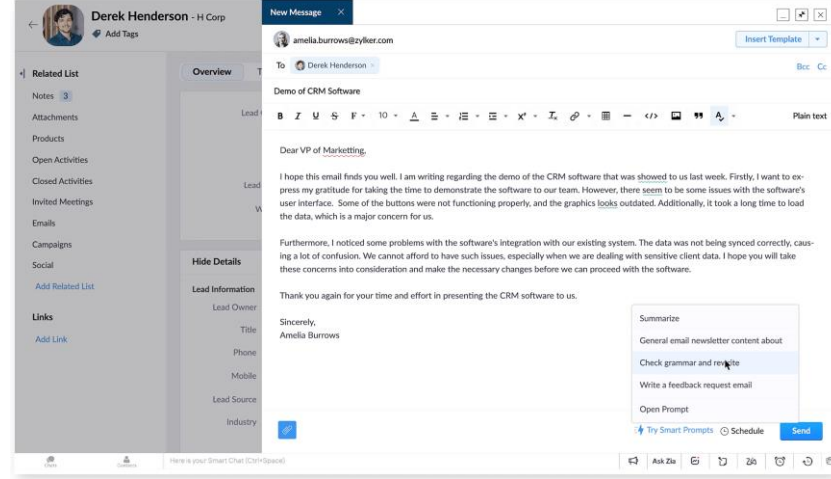 Derek Henderson - H Corp
Add Tags
New Message
amelia.burrows@zylker.com
Insert Template
To Derek Henderson
Bcc Cc
Demo of CRM Software
B I U S F 10 A Plain text
Related List
Notes 3
Attachments
Products
Open Activities
Closed Activities
Invited Meetings
Emails
Campaigns
Social
Add Related List
Links
Add Link
Overview T
Lead
Lead
W
Hide Details
Lead Information
Lead Owner
Title
Phone
Mobile
Lead Source
Industry
Dear VP of Marketting,
I hope this email finds you well. I am writing regarding the demo of the CRM software that was showed to us last week. Firstly, I want to ex-
press my gratitude for taking the time to demonstrate the software to our team. However, there seem to be some issues with the software's
user interface. Some of the buttons were not functioning properly, and the graphics looks outdated. Additionally, it took a long time to load
the data, which is a major concern for us.
Furthermore, I noticed some problems with the software's integration with our existing system. The data was not being synced correctly, caus-
ing a lot of confusion. We cannot afford to have such issues, especially when we are dealing with sensitive client data. I hope you will take
these concerns into consideration and make the necessary changes before we can proceed with the software.
Thank you again for your time and effort in presenting the CRM software to us.
Sincerely,
Amelia Burrows
Summarize
General email newsletter content about
Check grammar and rewrite
Write a feedback request email
Open Prompt
Try Smart Prompts Schedule Send
Chats Contacts Here is your Smart Chat (Ctrl+Space) Ask Zia